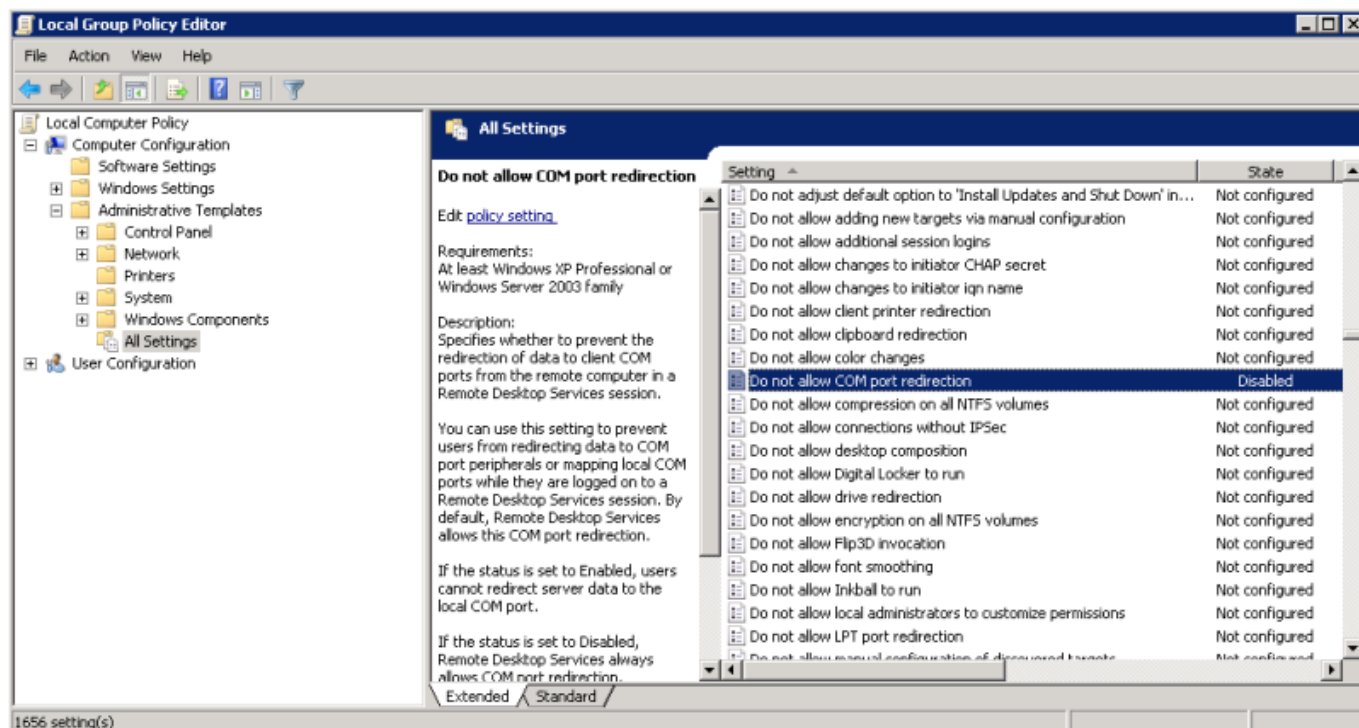 Local Group Policy Editor
File Action View Help
Local Computer Policy
Computer Configuration
Software Settings
Windows Settings
Administrative Templates
Control Panel
Network
Printers
System
Windows Components
All Settings
User Configuration
All Settings
Do not allow COM port redirection
Edit policy setting
Requirements:
At least Windows XP Professional or
Windows Server 2003 family
Description:
Specifies whether to prevent the
redirection of data to client COM
ports from the remote computer in a
Remote Desktop Services session.
You can use this setting to prevent
users from redirecting data to COM
port peripherals or mapping local COM
ports while they are logged on to a
Remote Desktop Services session. By
default, Remote Desktop Services
allows this COM port redirection.
If the status is set to Enabled, users
cannot redirect server data to the
local COM port.
If the status is set to Disabled,
Remote Desktop Services always
allows COM port redirection.
Setting State
Do not adjust default option to 'Install Updates and Shut Down' in... Not configured
Do not allow adding new targets via manual configuration Not configured
Do not allow additional session logins Not configured
Do not allow changes to initiator CHAP secret Not configured
Do not allow changes to initiator iqn name Not configured
Do not allow client printer redirection Not configured
Do not allow clipboard redirection Not configured
Do not allow color changes Not configured
Do not allow COM port redirection Disabled
Do not allow compression on all NTFS volumes Not configured
Do not allow connections without IPSec Not configured
Do not allow desktop composition Not configured
Do not allow Digital Locker to run Not configured
Do not allow drive redirection Not configured
Do not allow encryption on all NTFS volumes Not configured
Do not allow Flip3D invocation Not configured
Do not allow font smoothing Not configured
Do not allow Inkball to run Not configured
Do not allow local administrators to customize permissions Not configured
Do not allow LPT port redirection Not configured
Do not allow manual configuration of discovered targets Not configured
Extended Standard
1656 setting(s)